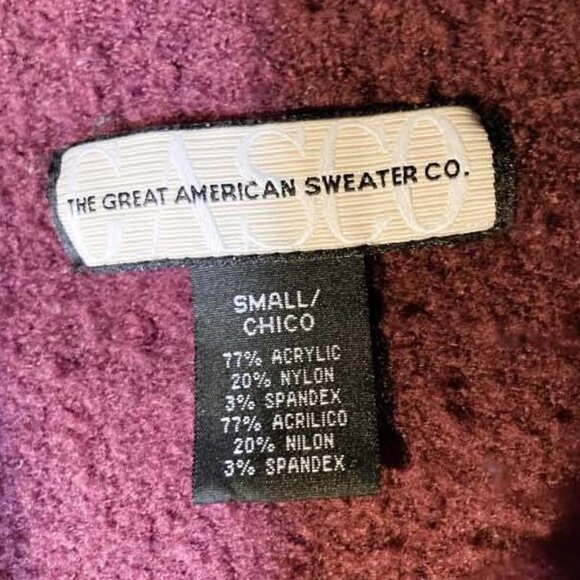 GASCO
THE GREAT AMERICAN SWEATER CO.
SMALL/
CHICO
77% ACRYLIC
20% NYLON
3% SPANDEX
77% ACRILICO
20% NILON
3% SPANDEX